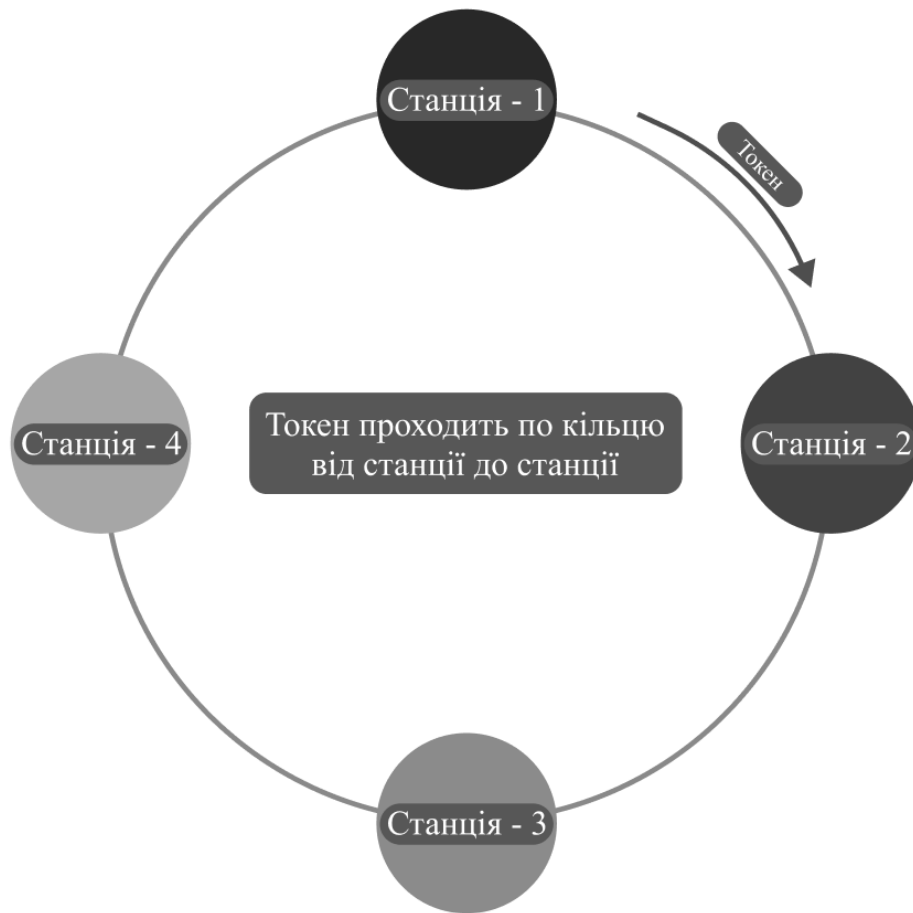 Станція - 1
Токен
Станція - 4
Токен проходить по кільцю
від станції до станції
Станція - 2
Станція - 3